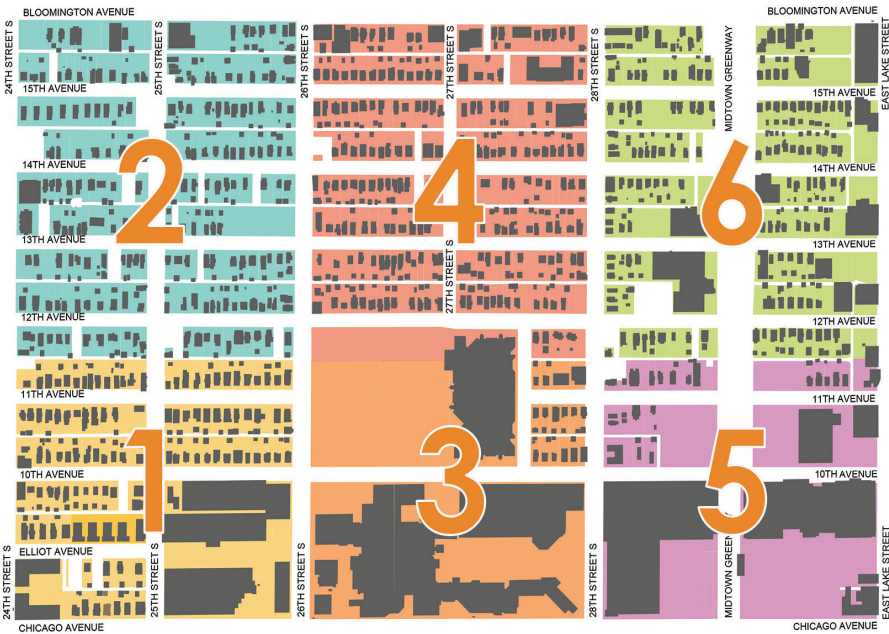 BLOOMINGTON AVENUE
BLOOMINGTON AVENUE
24TH STREET S
25TH STREET S
26TH STREET S
27TH STREET S
28TH STREET S
MIDTOWN GREENWAY
EAST LAKE STREET
15TH AVENUE
15TH AVENUE
14TH AVENUE
14TH AVENUE
2
4
6
13TH AVENUE
13TH AVENUE
27TH STREET S
12TH AVENUE
12TH AVENUE
11TH AVENUE
11TH AVENUE
1
3
5
10TH AVENUE
10TH AVENUE
ELLIOT AVENUE
24TH STREET S
25TH STREET S
26TH STREET S
28TH STREET S
MIDTOWN GREEN
EAST LAKE STREET
CHICAGO AVENUE
CHICAGO AVENUE